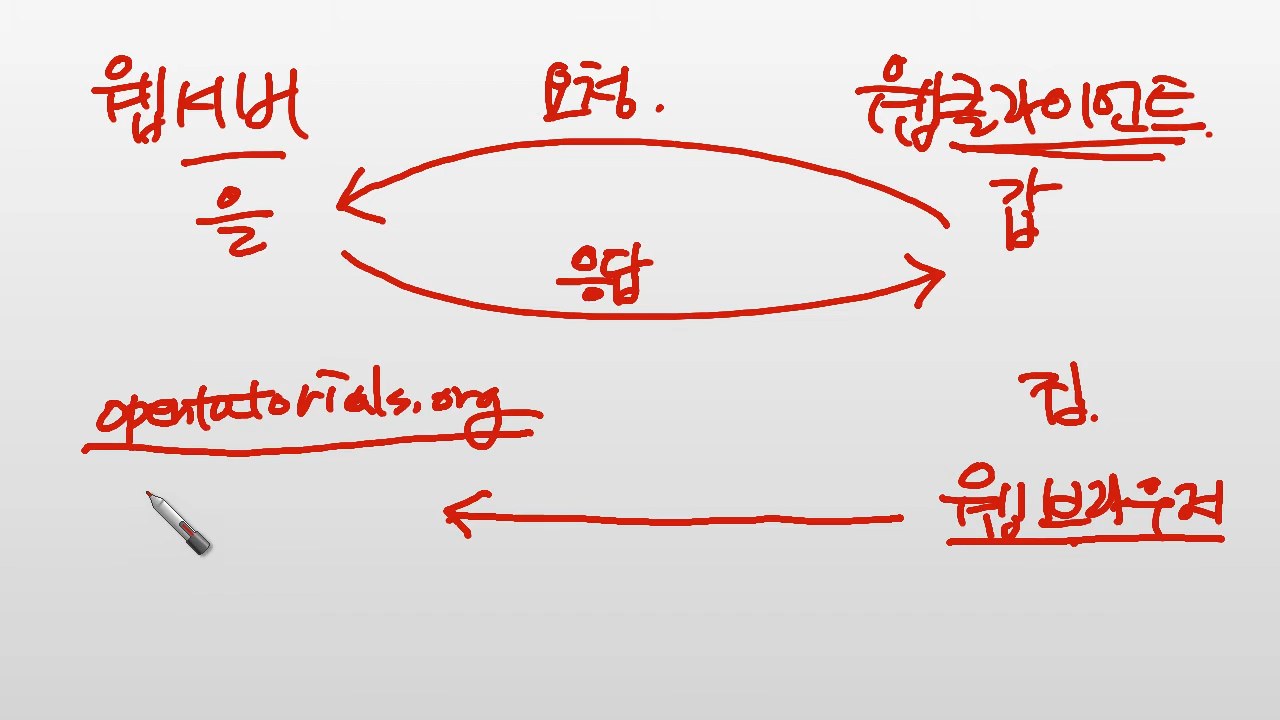 웹서버 요청. 웹클라이언트.
을 갑
응답
opentutorials.org 집.
웹브라우저